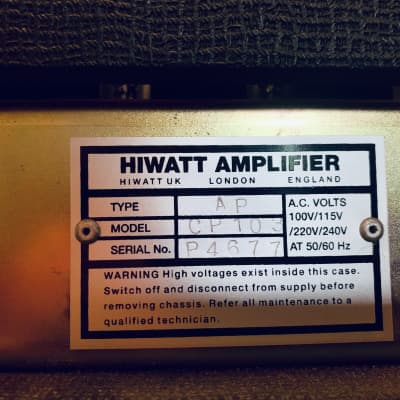 HIWATT AMPLIFIER
HIWATT UK LONDON ENGLAND
TYPE AP
MODEL CP103
SERIAL No. P4677
A.C. VOLTS
100V/115V
/220V/240V
AT 50/60 Hz
WARNING High voltages exist inside this case.
Switch off and disconnect from supply before
removing chassis. Refer all maintenance to a
qualified technician.